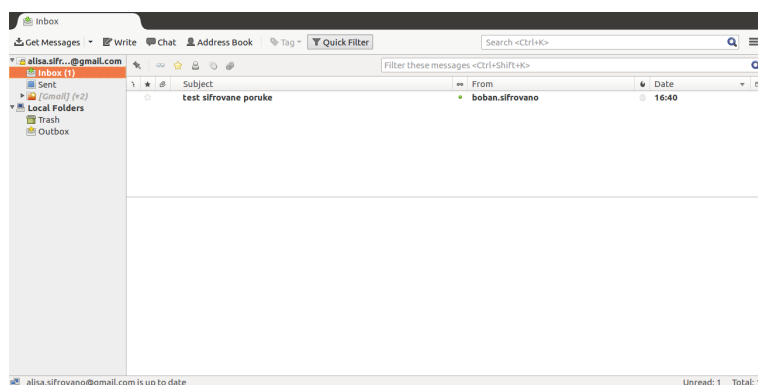 Inbox
Get Messages Write Chat Address Book Tag Quick Filter Search <Ctrl+K>
alisa.sifr...@gmail.com Filter these messages <Ctrl+Shift+K>
Inbox (1)
Sent Subject From Date
[Gmail] (+2) test sifrovane poruke boban.sifrovano 16:40
Local Folders
Trash
Outbox
alisa.sifrovano@gmail.com is up to date Unread: 1 Total: